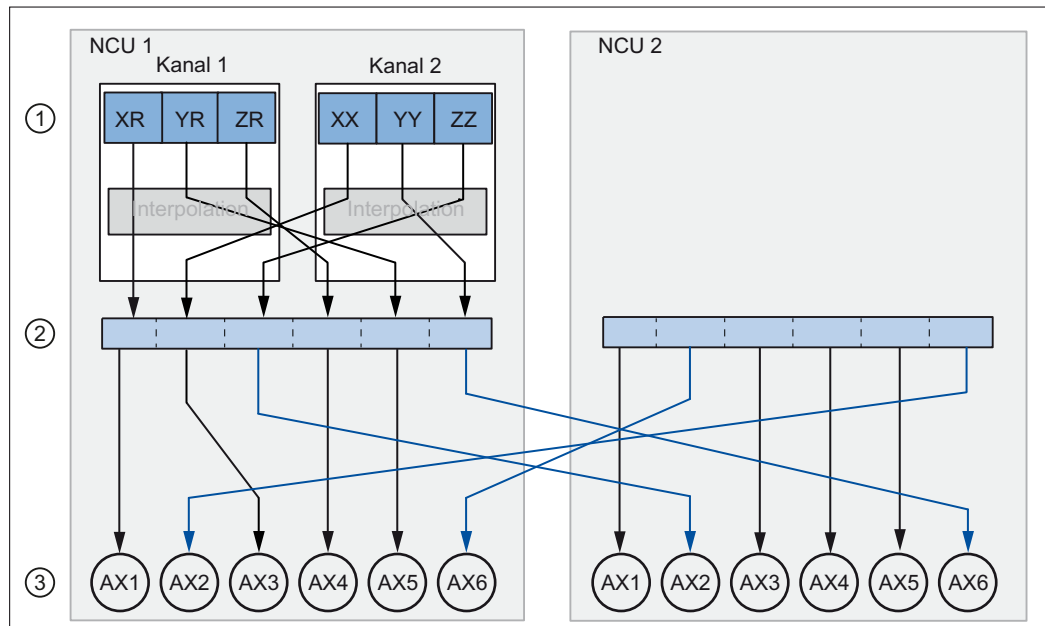 NCU 1
NCU 2
Kanal 1
Kanal 2
1
XR YR ZR
XX YY ZZ
Interpolation
Interpolation
2
3
AX1 AX2 AX3 AX4 AX5 AX6
AX1 AX2 AX3 AX4 AX5 AX6